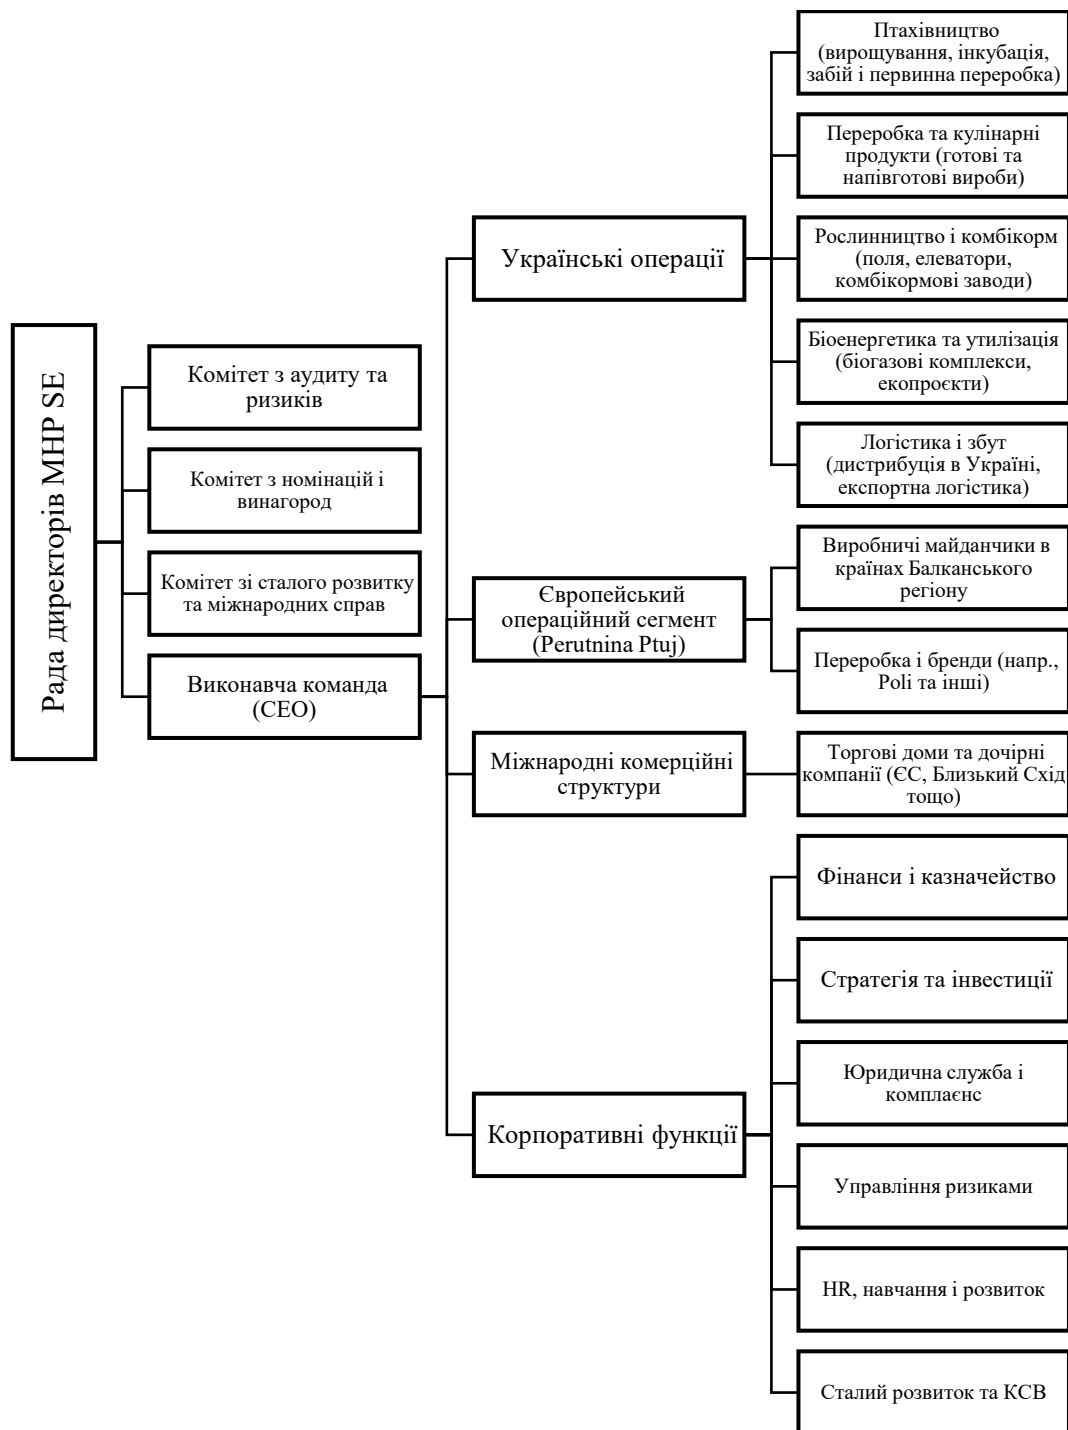 Рада директорів MHP SE
Комітет з аудиту та
ризиків
Комітет з номінацій і
винагород
Комітет зі сталого розвитку
та міжнародних справ
Виконавча команда
(CEO)
Українські операції
Птахівництво
(вирощування, інкубація,
забій і первинна переробка)
Переробка та кулінарні
продукти (готові та
напівготові вироби)
Рослинництво і комбікорм
(поля, елеватори,
комбікормові заводи)
Біоенергетика та утилізація
(біогазові комплекси,
екопроєкти)
Логістика і збут
(дистрибуція в Україні,
експортна логістика)
Європейський
операційний сегмент
(Perutnina Ptuj)
Виробничі майданчики в
країнах Балканського
регіону
Переробка і бренди (напр.,
Poli та інші)
Міжнародні комерційні
структури
Торгові доми та дочірні
компанії (ЄС, Близький Схід
тощо)
Корпоративні функції
Фінанси і казначейство
Стратегія та інвестиції
Юридична служба і
комплаєнс
Управління ризиками
HR, навчання і розвиток
Сталий розвиток та КСВ